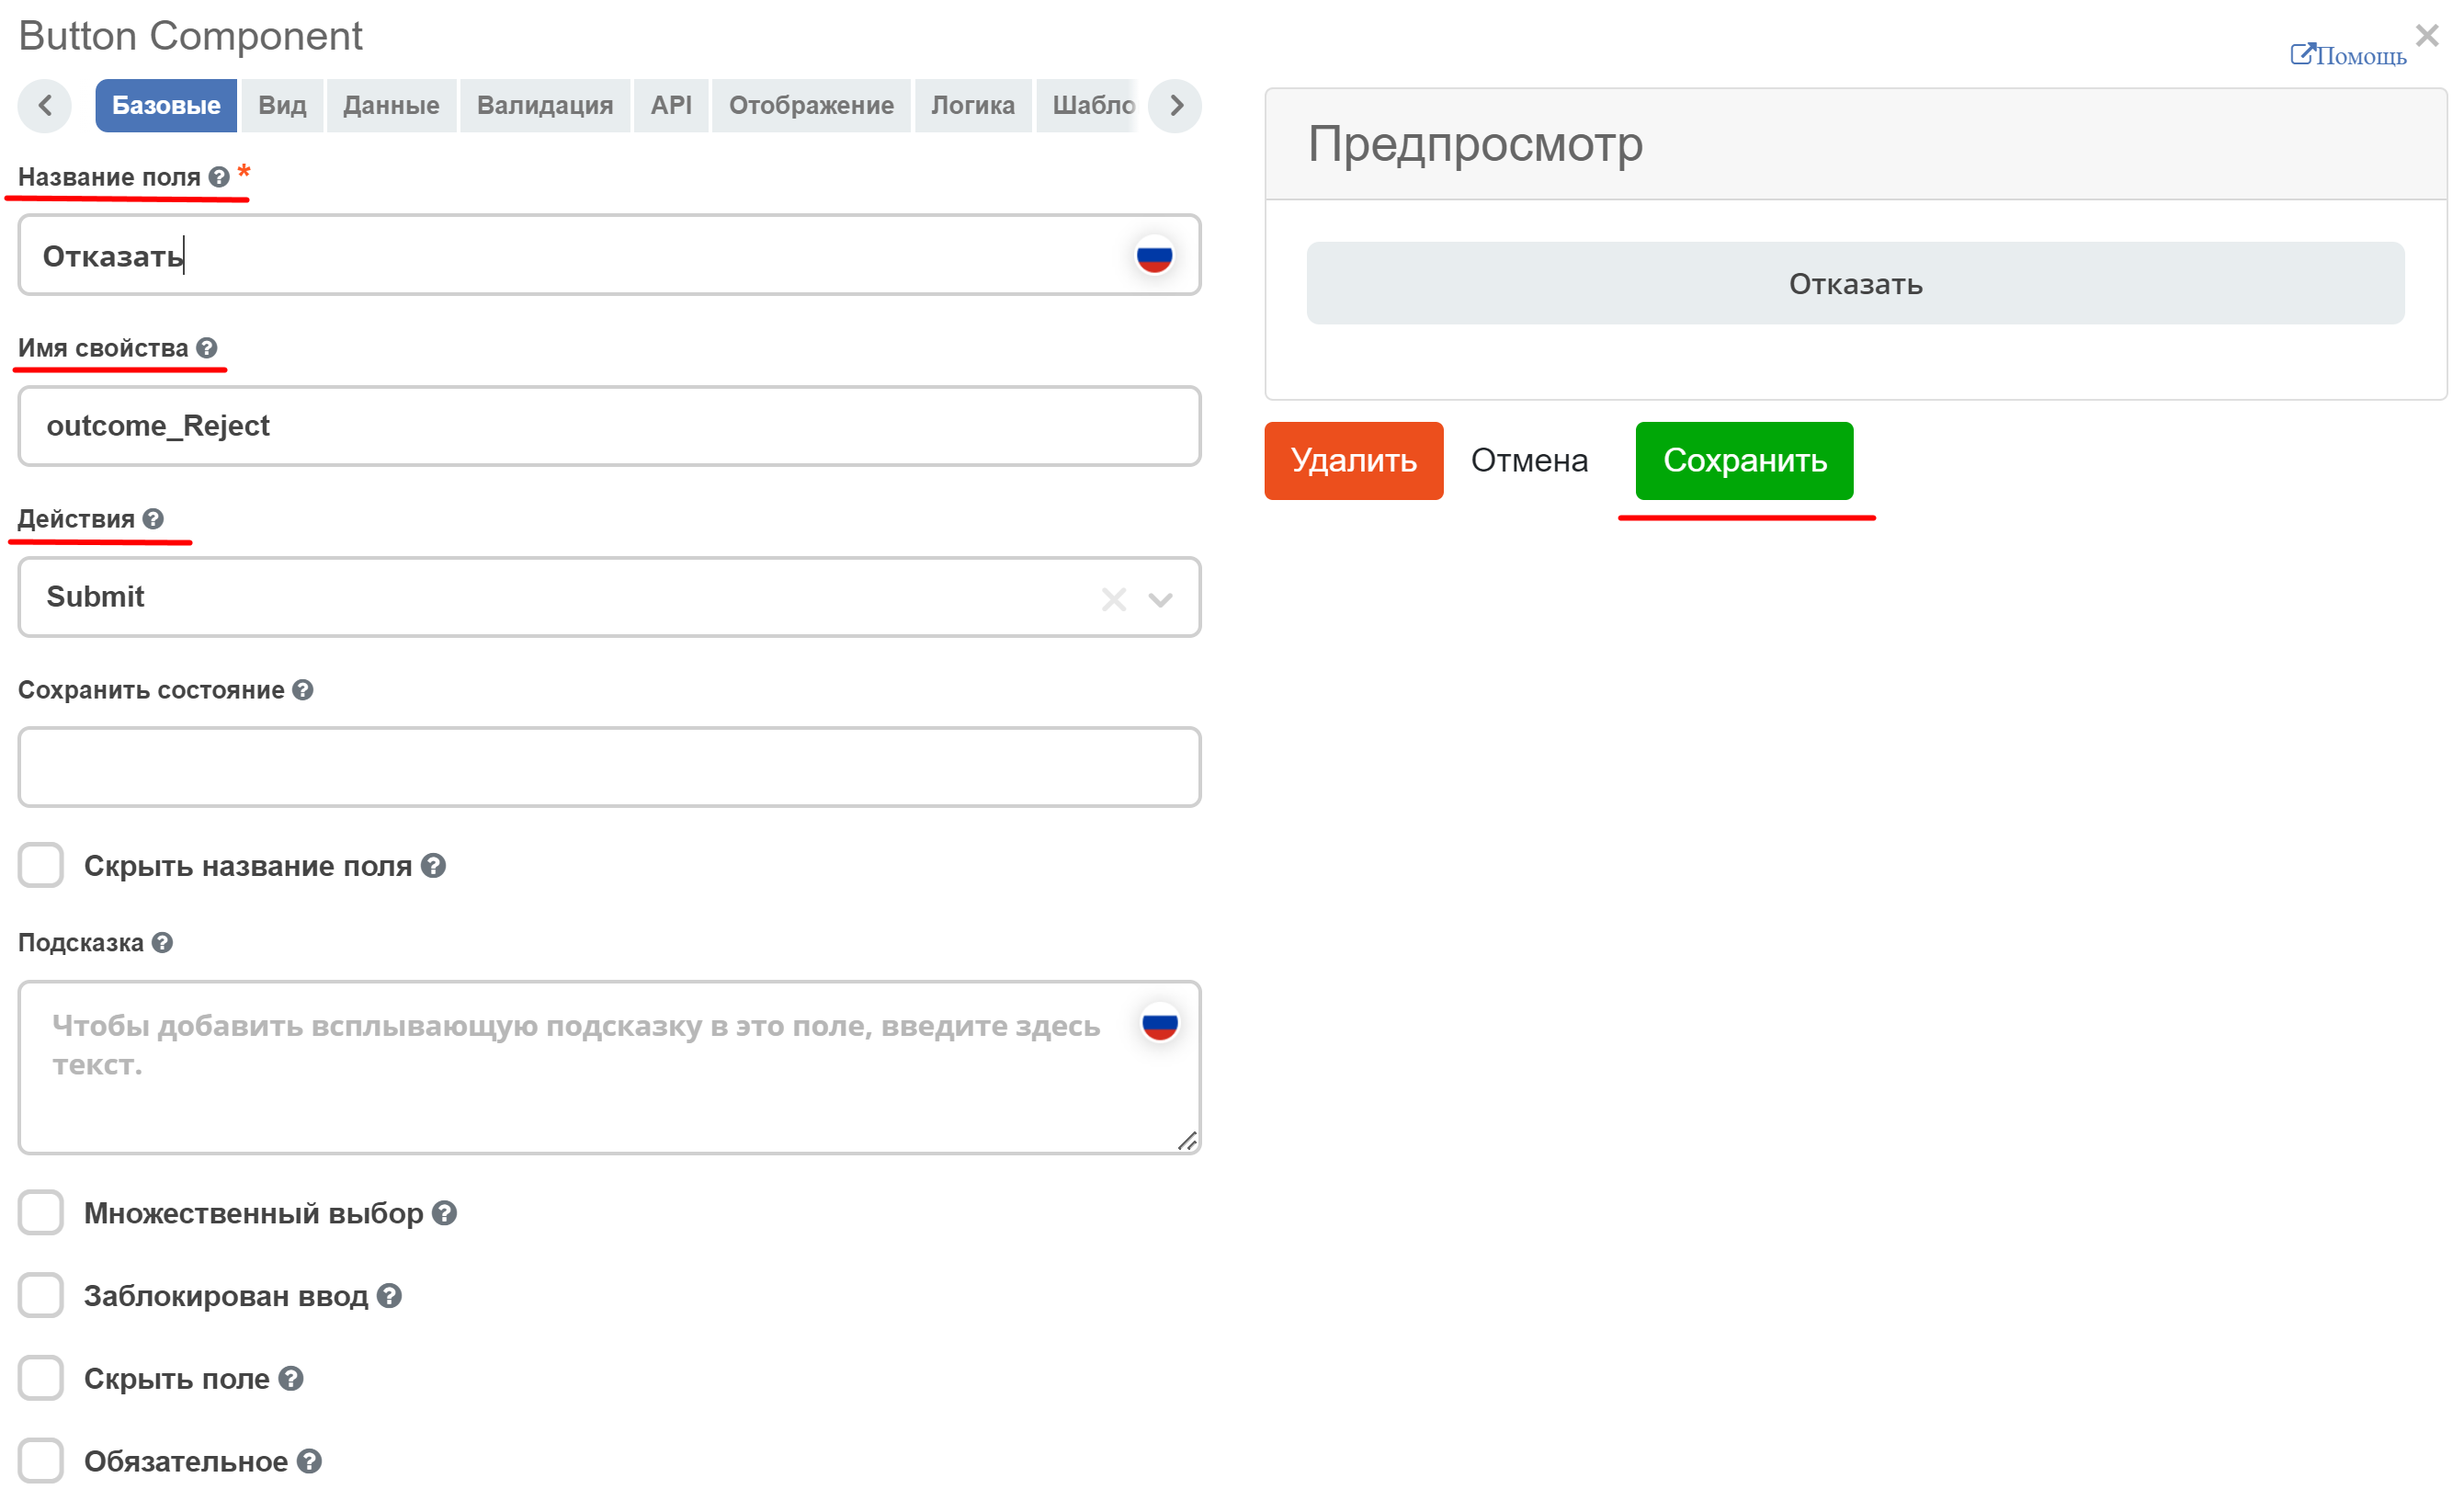 Button Component
Помощь
Базовые Вид Данные Валидация API Отображение Логика Шабло
Название поля *
Отказать
Имя свойства
outcome_Reject
Действия
Submit
Сохранить состояние
Скрыть название поля
Подсказка
Чтобы добавить всплывающую подсказку в это поле, введите здесь
текст.
Множественный выбор
Заблокирован ввод
Скрыть поле
Обязательное
Предпросмотр
Отказать
Удалить Отмена Сохранить